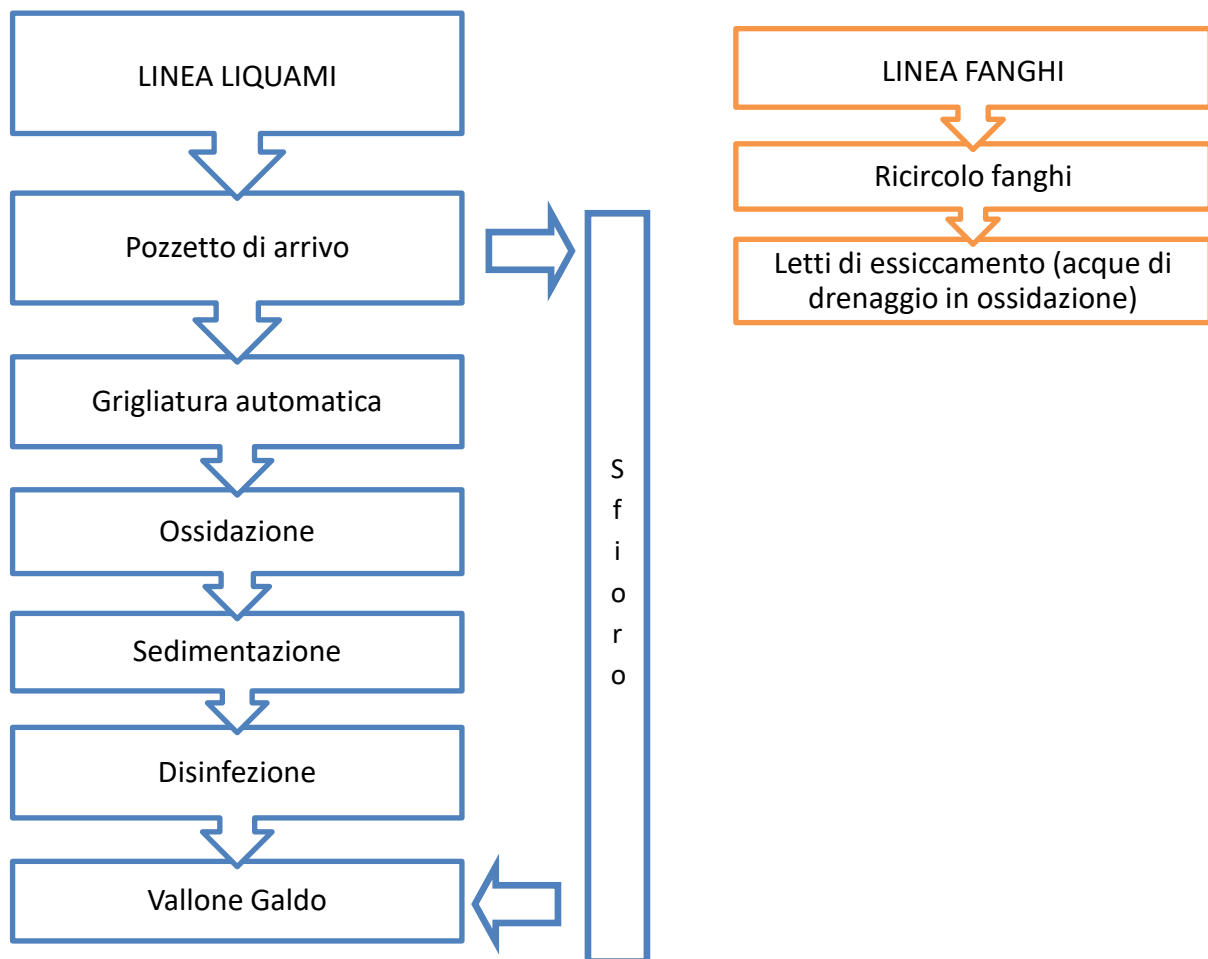 LINEA LIQUAMI
Pozzetto di arrivo
Grigliatura automatica
Ossidazione
Sedimentazione
Disinfezione
Vallone Galdo
S
f
i
o
r
o
LINEA FANGHI
Ricircolo fanghi
Letti di essiccamento (acque di
drenaggio in ossidazione)